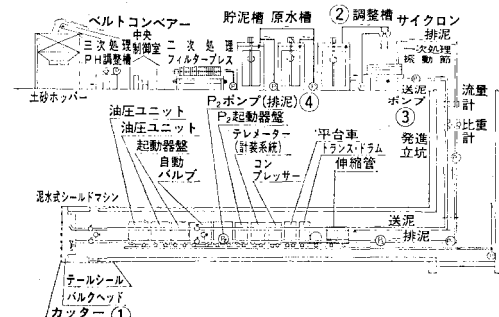 ベルトコンベアー
貯泥槽 原水槽
② 調整槽
サイクロン
三次処理
PH調整槽
中央
制御室
二次処理
フィルタープレス
排泥
一次処理
振動篩
土砂ホッパー
油圧ユニット
油圧ユニット
起動器盤
自動
バルブ
P₂ポンプ(排泥) ④
P₂起動器盤
テレメーター
(計装系統)
コン
プレッサー
平台車
トランス・ドラム
伸縮管
送泥
ポンプ
③
発進
立坑
流量
計
比重
計
泥水式シールドマシン
送泥
排泥
テールシール
バルクヘッド
カッター ①